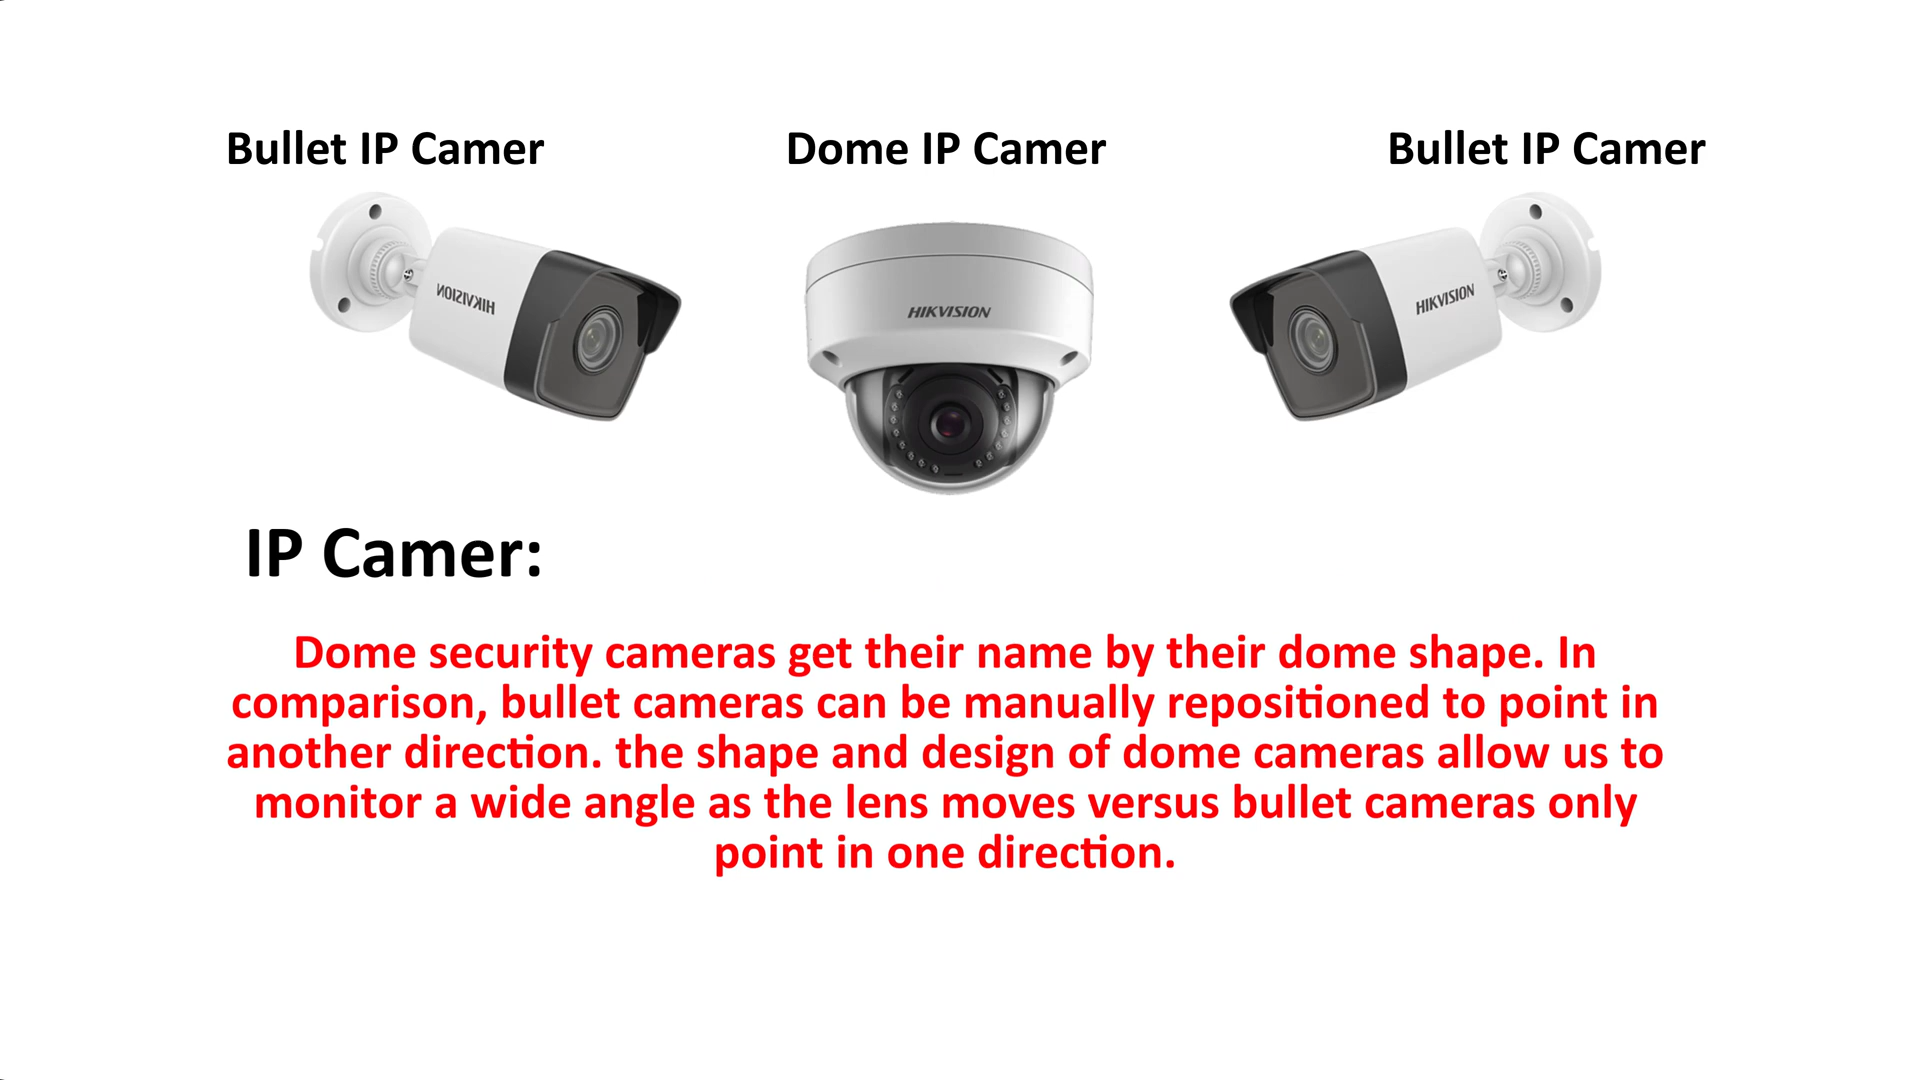 Bullet IP Camer
Dome IP Camer
Bullet IP Camer
HIKVISION
HIKVISION
HIKVISION
IP Camer:
Dome security cameras get their name by their dome shape. In
comparison, bullet cameras can be manually repositioned to point in
another direction. the shape and design of dome cameras allow us to
monitor a wide angle as the lens moves versus bullet cameras only
point in one direction.